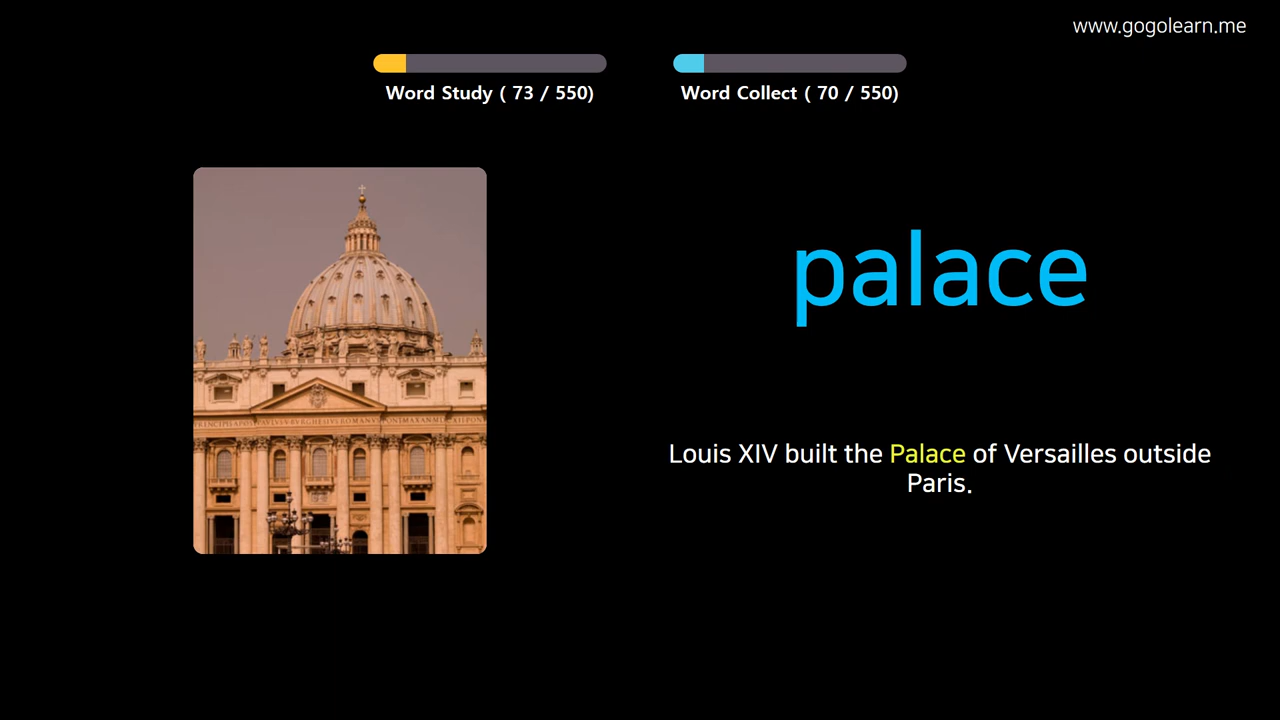 www.gogolearn.me
Word Study ( 73 / 550)
Word Collect ( 70 / 550)
palace
Louis XIV built the Palace of Versailles outside
Paris.